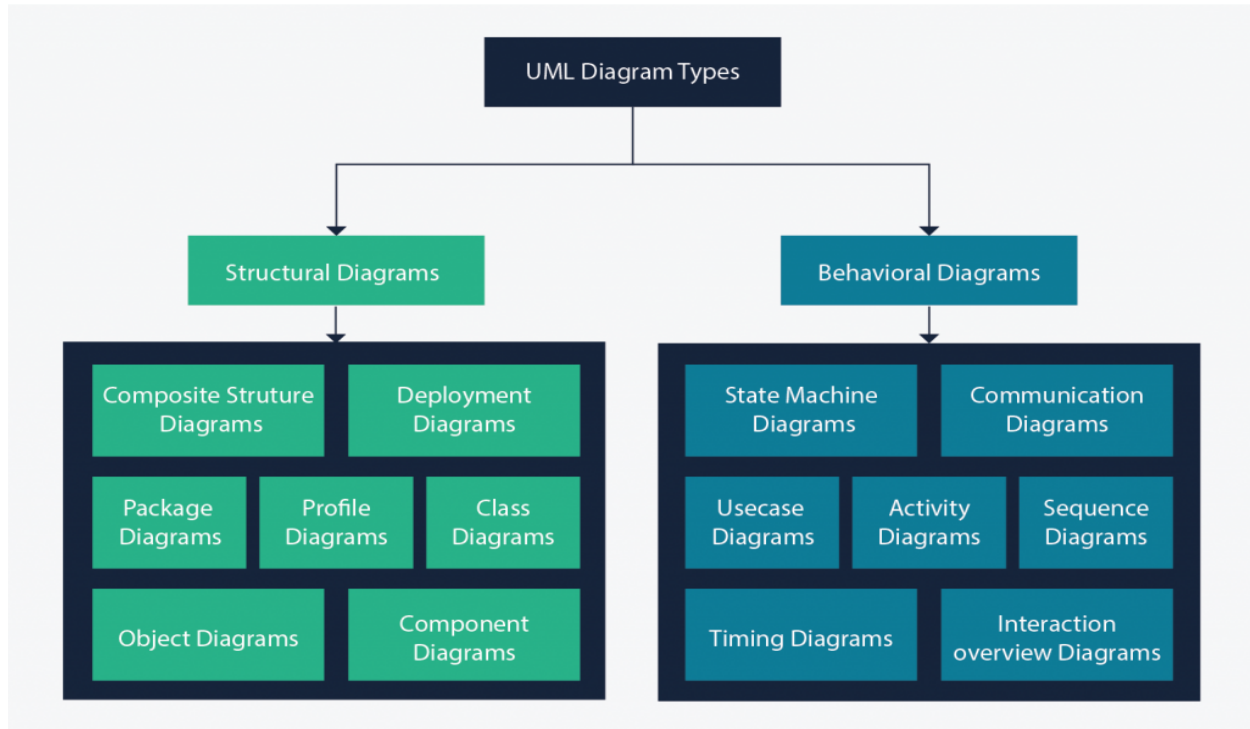 UML Diagram Types
Structural Diagrams
Behavioral Diagrams
Composite Struture
Diagrams
Deployment
Diagrams
Package
Diagrams
Profile
Diagrams
Class
Diagrams
Object Diagrams
Component
Diagrams
State Machine
Diagrams
Communication
Diagrams
Usecase
Diagrams
Activity
Diagrams
Sequence
Diagrams
Timing Diagrams
Interaction
overview Diagrams